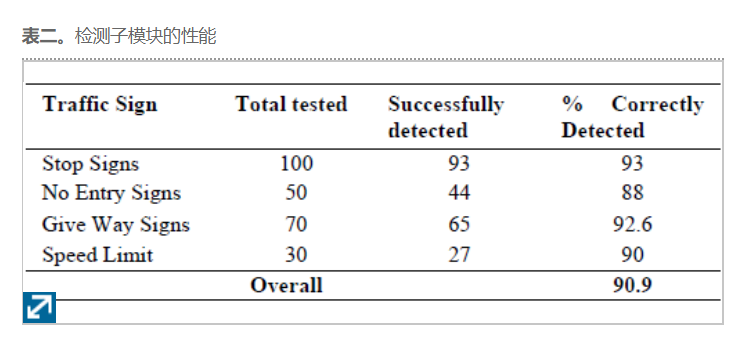 表二。检测子模块的性能
Traffic Sign Total tested Successfully detected % Correctly Detected
Stop Signs 100 93 93
No Entry Signs 50 44 88
Give Way Signs 70 65 92.6
Speed Limit 30 27 90
Overall 90.9